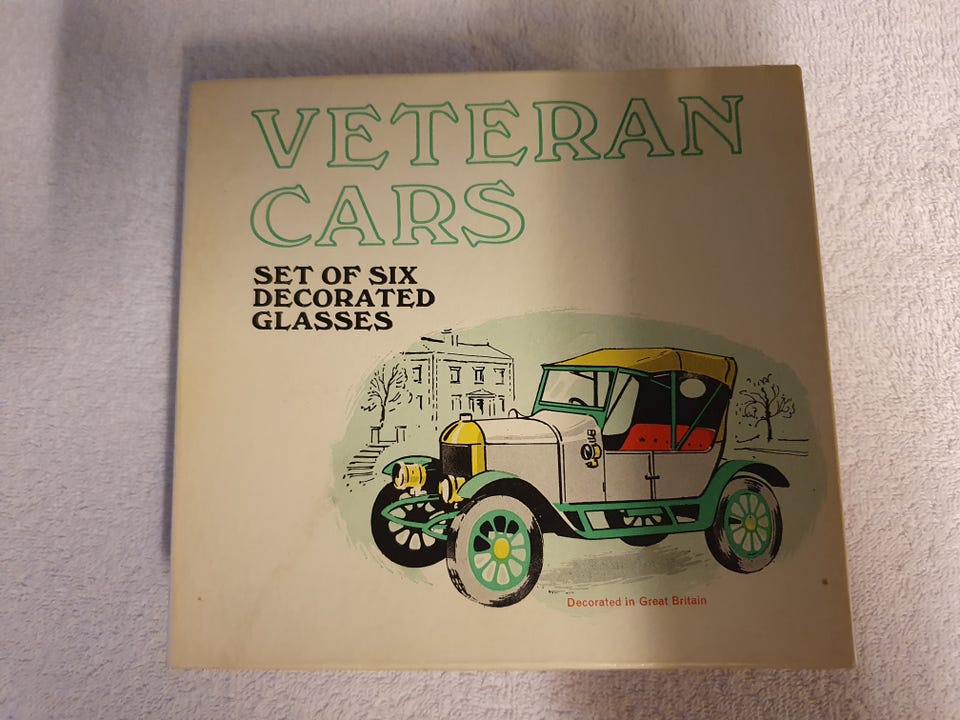 VETERAN
CARS
SET OF SIX
DECORATED
GLASSES
Decorated in Great Britain